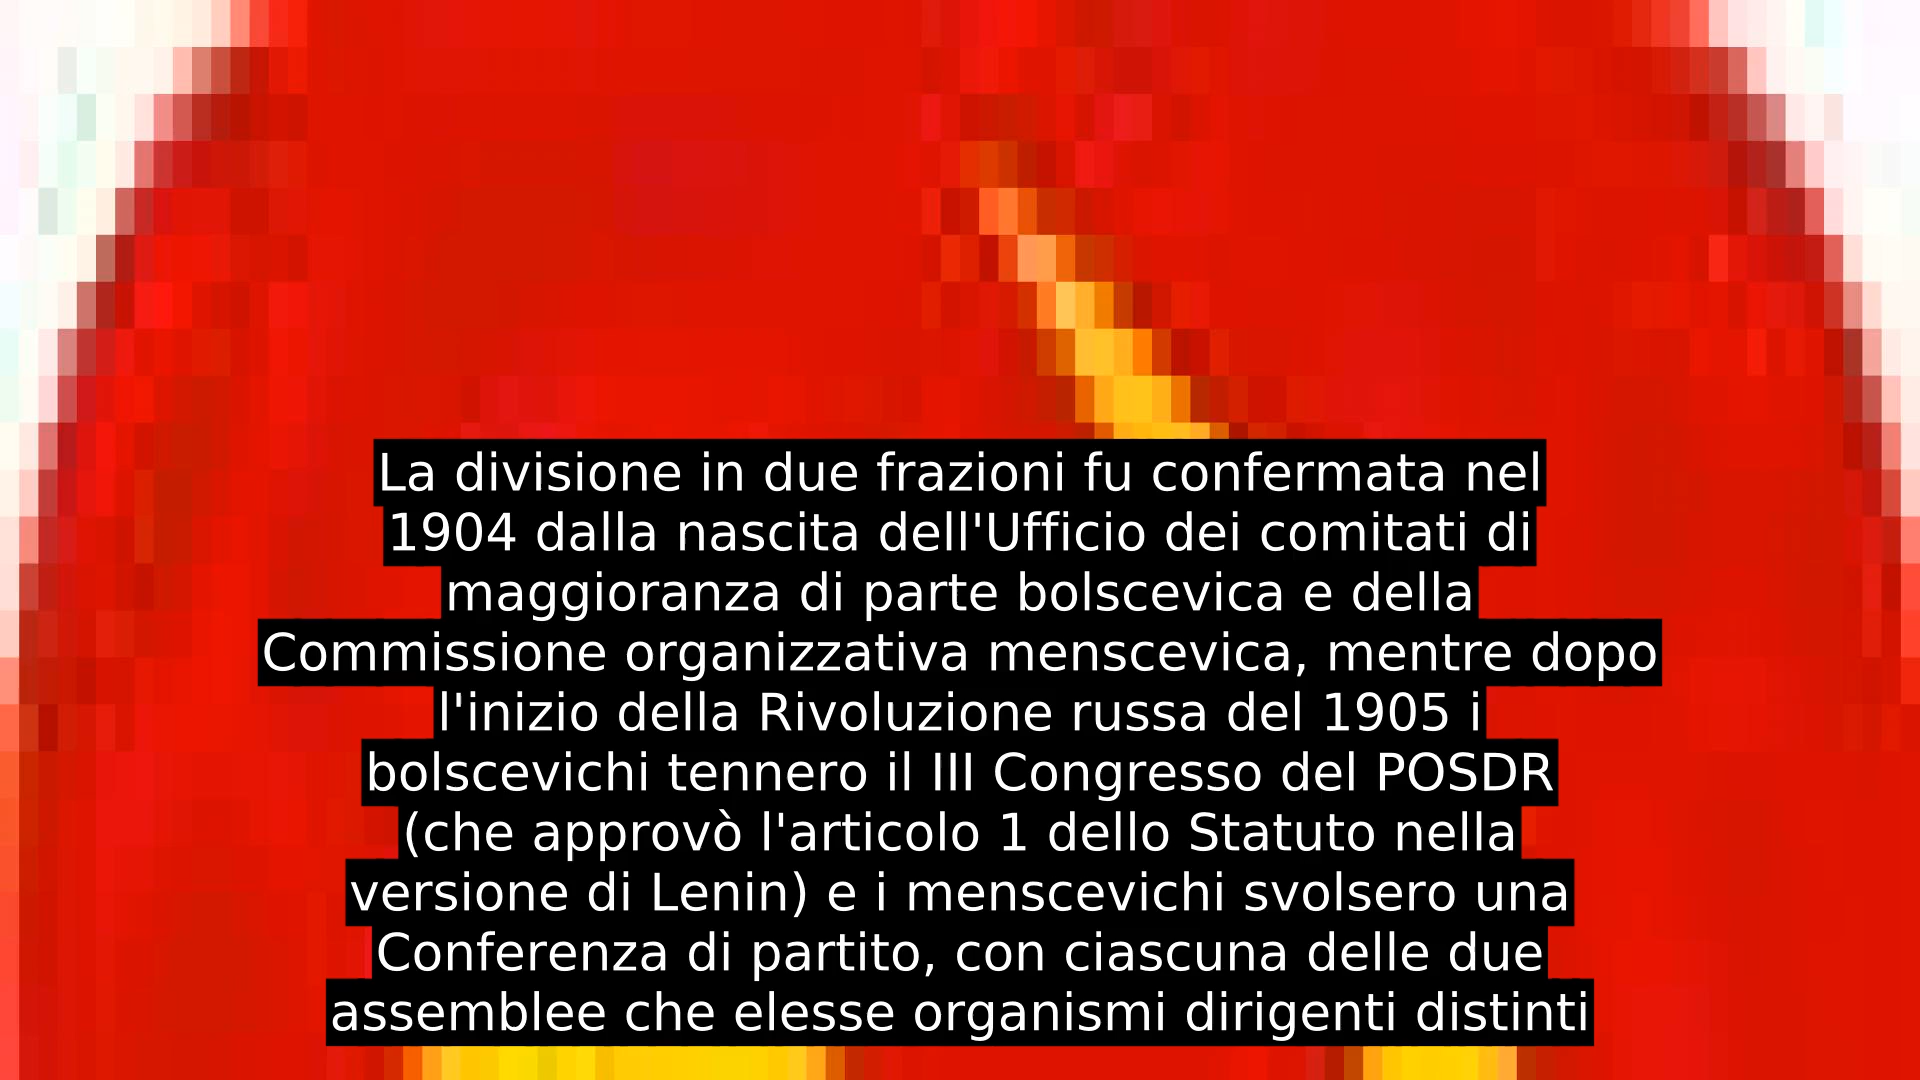 La divisione in due frazioni fu confermata nel
1904 dalla nascita dell'Ufficio dei comitati di
maggioranza di parte bolscevica e della
Commissione organizzativa menscevica, mentre dopo
l'inizio della Rivoluzione russa del 1905 i
bolscevichi tennero il III Congresso del POSDR
(che approvò l'articolo 1 dello Statuto nella
versione di Lenin) e i menscevichi svolsero una
Conferenza di partito, con ciascuna delle due
assemblee che elesse organismi dirigenti distinti